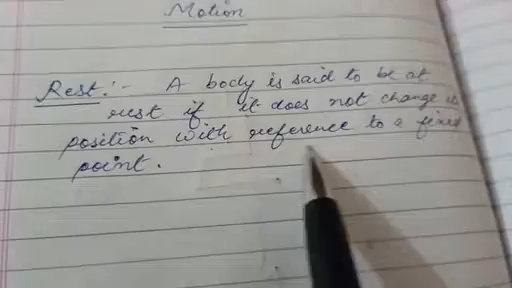 Motion
Rest :- A body is said to be at
rest if it does not change
position with reference to a fixed
point.